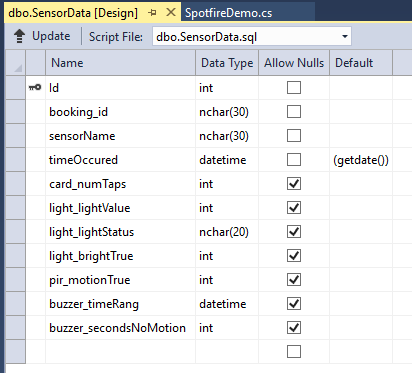 dbo.SensorData [Design] SpotfireDemo.cs
Update Script File: dbo.SensorData.sql
Name Data Type Allow Nulls Default
Id int
booking_id nchar(30)
sensorName nchar(30)
timeOccured datetime (getdate())
card_numTaps int
light_lightValue int
light_lightStatus nchar(20)
light_brightTrue int
pir_motionTrue int
buzzer_timeRang datetime
buzzer_secondsNoMotion int